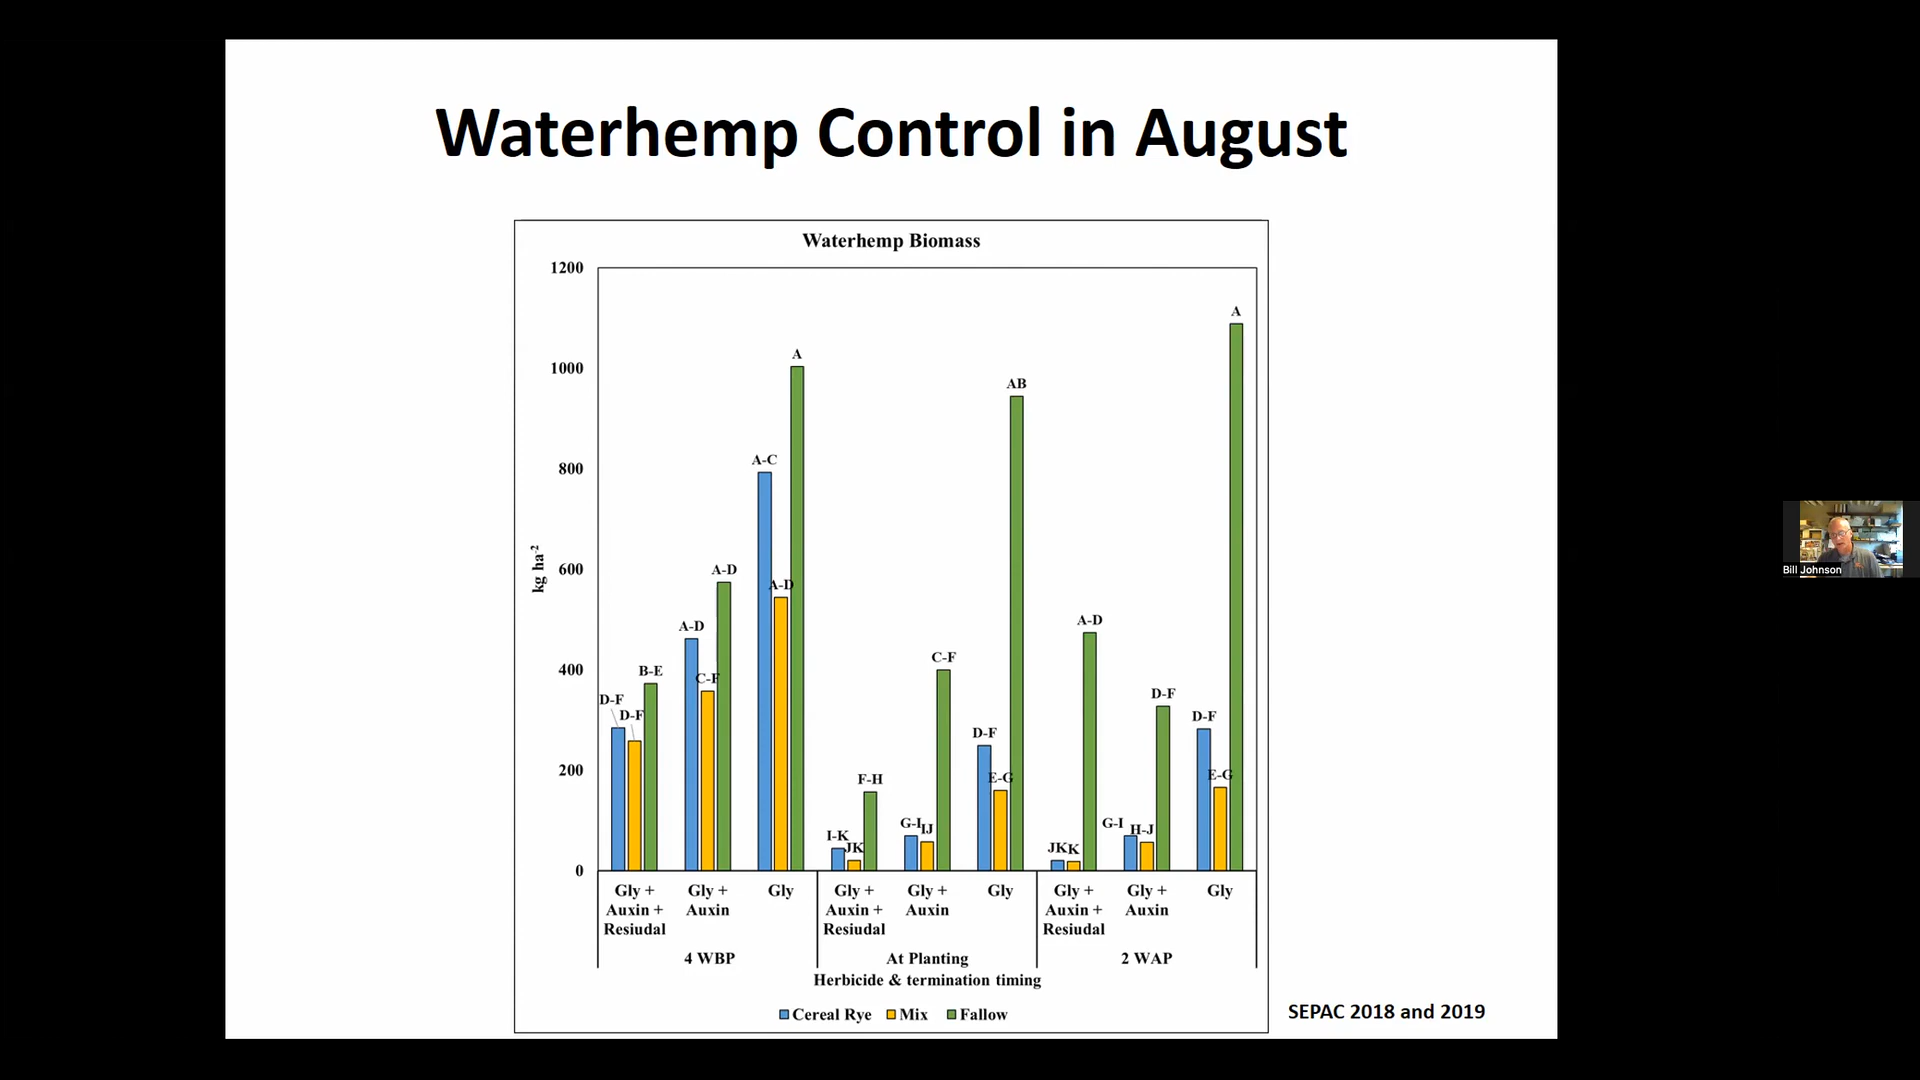 Waterhemp Control in August
Waterhemp Biomass
1200
1000
800
600
400
200
0
kg ha-2
D-F
D-F
B-E
A-D
C-F
A-D
A-C
A-D
A
I-K
JK
F-H
G-I
IJ
C-F
D-F
E-G
AB
JK
K
A-D
G-I
H-J
D-F
D-F
E-G
A
Gly +
Auxin +
Resiudal
Gly +
Auxin
Gly
Gly +
Auxin +
Resiudal
Gly +
Auxin
Gly
Gly +
Auxin +
Resiudal
Gly +
Auxin
Gly
4 WBP
At Planting
2 WAP
Herbicide & termination timing
Cereal Rye Mix Fallow
SEPAC 2018 and 2019
Bill Johnson